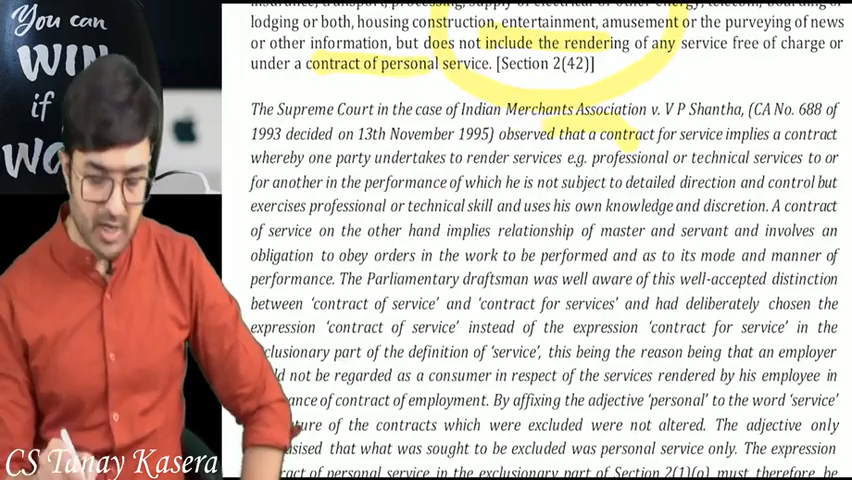 You can
WIN
if
insurance, transport, processing, supply of electrical or other energy, telecom, boarding or
lodging or both, housing construction, entertainment, amusement or the purveying of news
or other information, but does not include the rendering of any service free of charge or
under a contract of personal service. [Section 2(42)]
The Supreme Court in the case of Indian Merchants Association v. V P Shantha, (CA No. 688 of
1993 decided on 13th November 1995) observed that a contract for service implies a contract
whereby one party undertakes to render services e.g. professional or technical services to or
for another in the performance of which he is not subject to detailed direction and control but
exercises professional or technical skill and uses his own knowledge and discretion. A contract
of service on the other hand implies relationship of master and servant and involves an
obligation to obey orders in the work to be performed and as to its mode and manner of
performance. The Parliamentary draftsman was well aware of this well-accepted distinction
between ‘contract of service’ and ‘contract for services’ and had deliberately chosen the
expression ‘contract of service’ instead of the expression ‘contract for service’ in the
clusionary part of the definition of ‘service’, this being the reason being that an employer
ld not be regarded as a consumer in respect of the services rendered by his employee in
ance of contract of employment. By affixing the adjective ‘personal’ to the word ‘service’
ture of the contracts which were excluded were not altered. The adjective only
asised that what was sought to be excluded was personal service only. The expression
ract of personal service in the exclusionary part of Section 2(1)(o) must therefore, be
CS Tanay Kasera